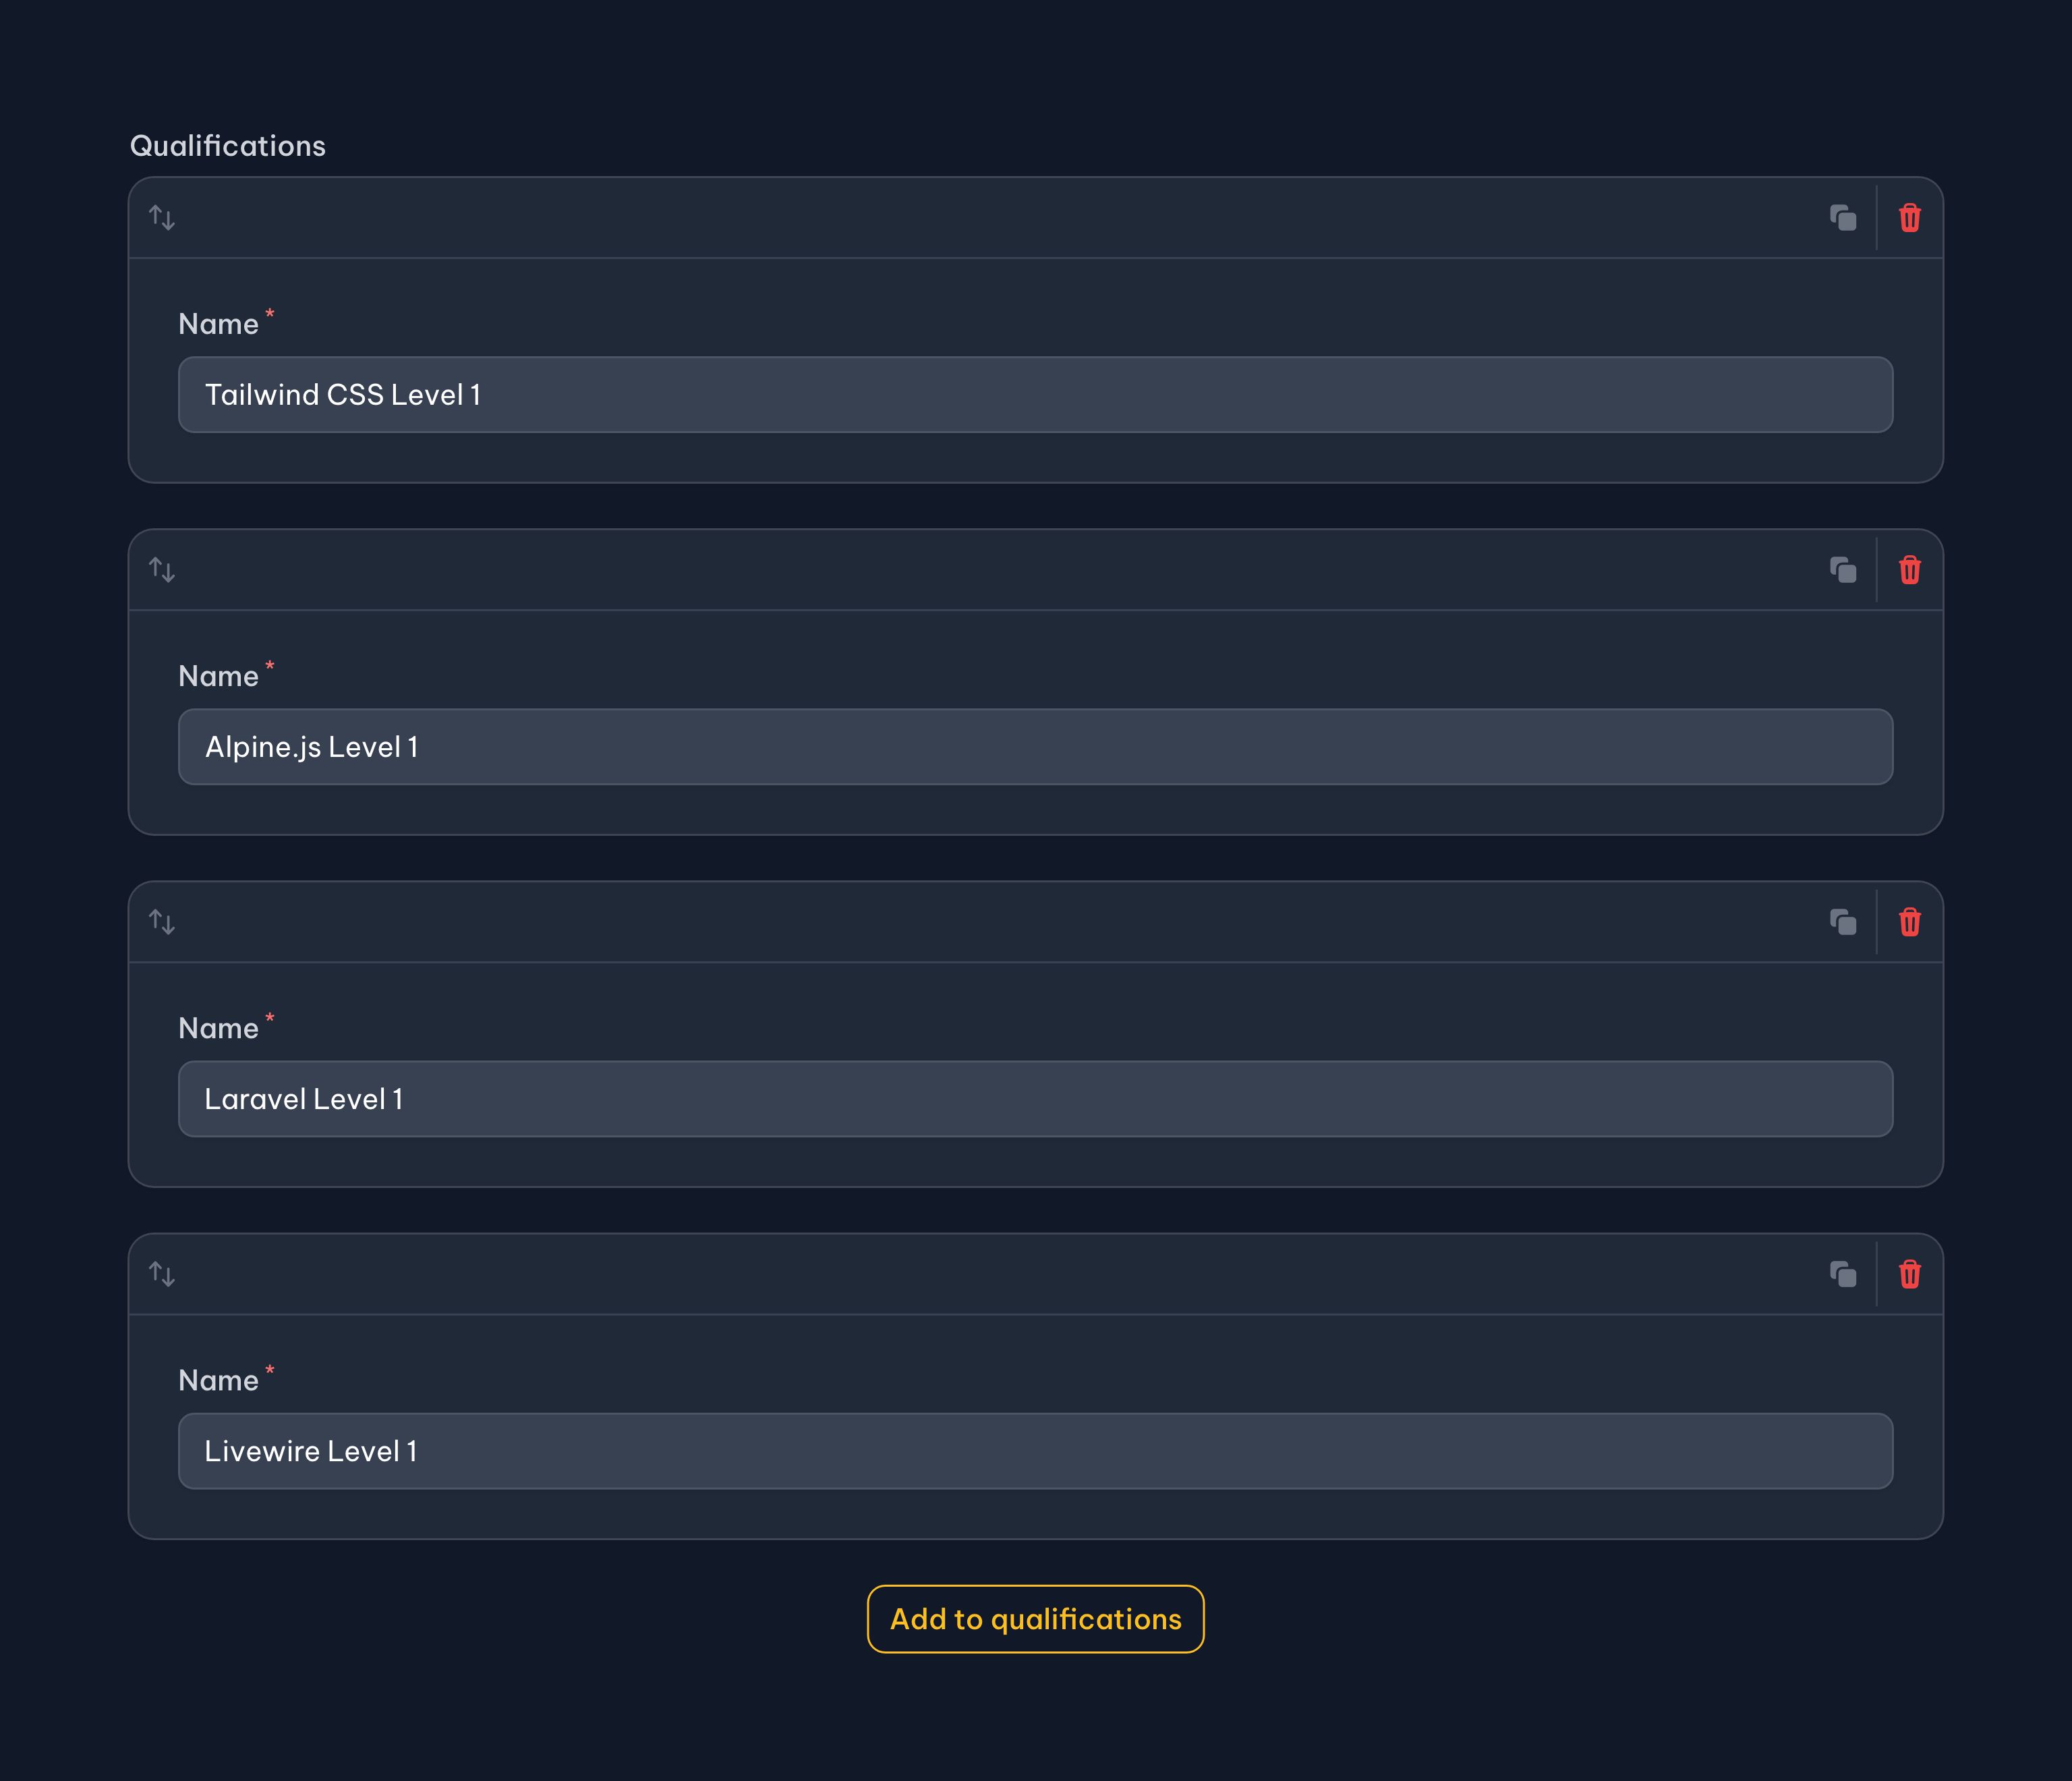 Qualifications
Name *
Tailwind CSS Level 1
Name *
Alpine.js Level 1
Name *
Laravel Level 1
Name *
Livewire Level 1
Add to qualifications